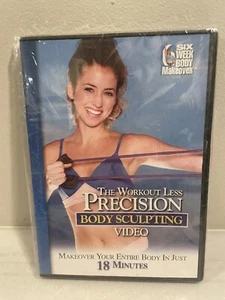 6
SIX
WEEK
BODY
Makeover
THE WORKOUT LESS
PRECISION
BODY SCULPTING
VIDEO
MAKEOVER YOUR ENTIRE BODY IN JUST
18 MINUTES